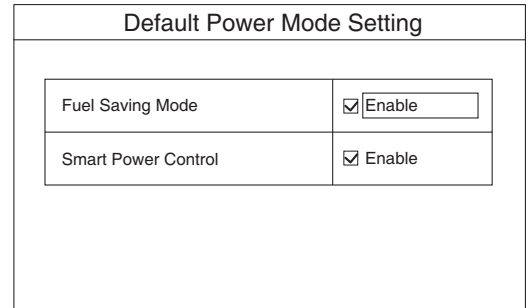 Default Power Mode Setting
Fuel Saving Mode
Enable
Smart Power Control
Enable